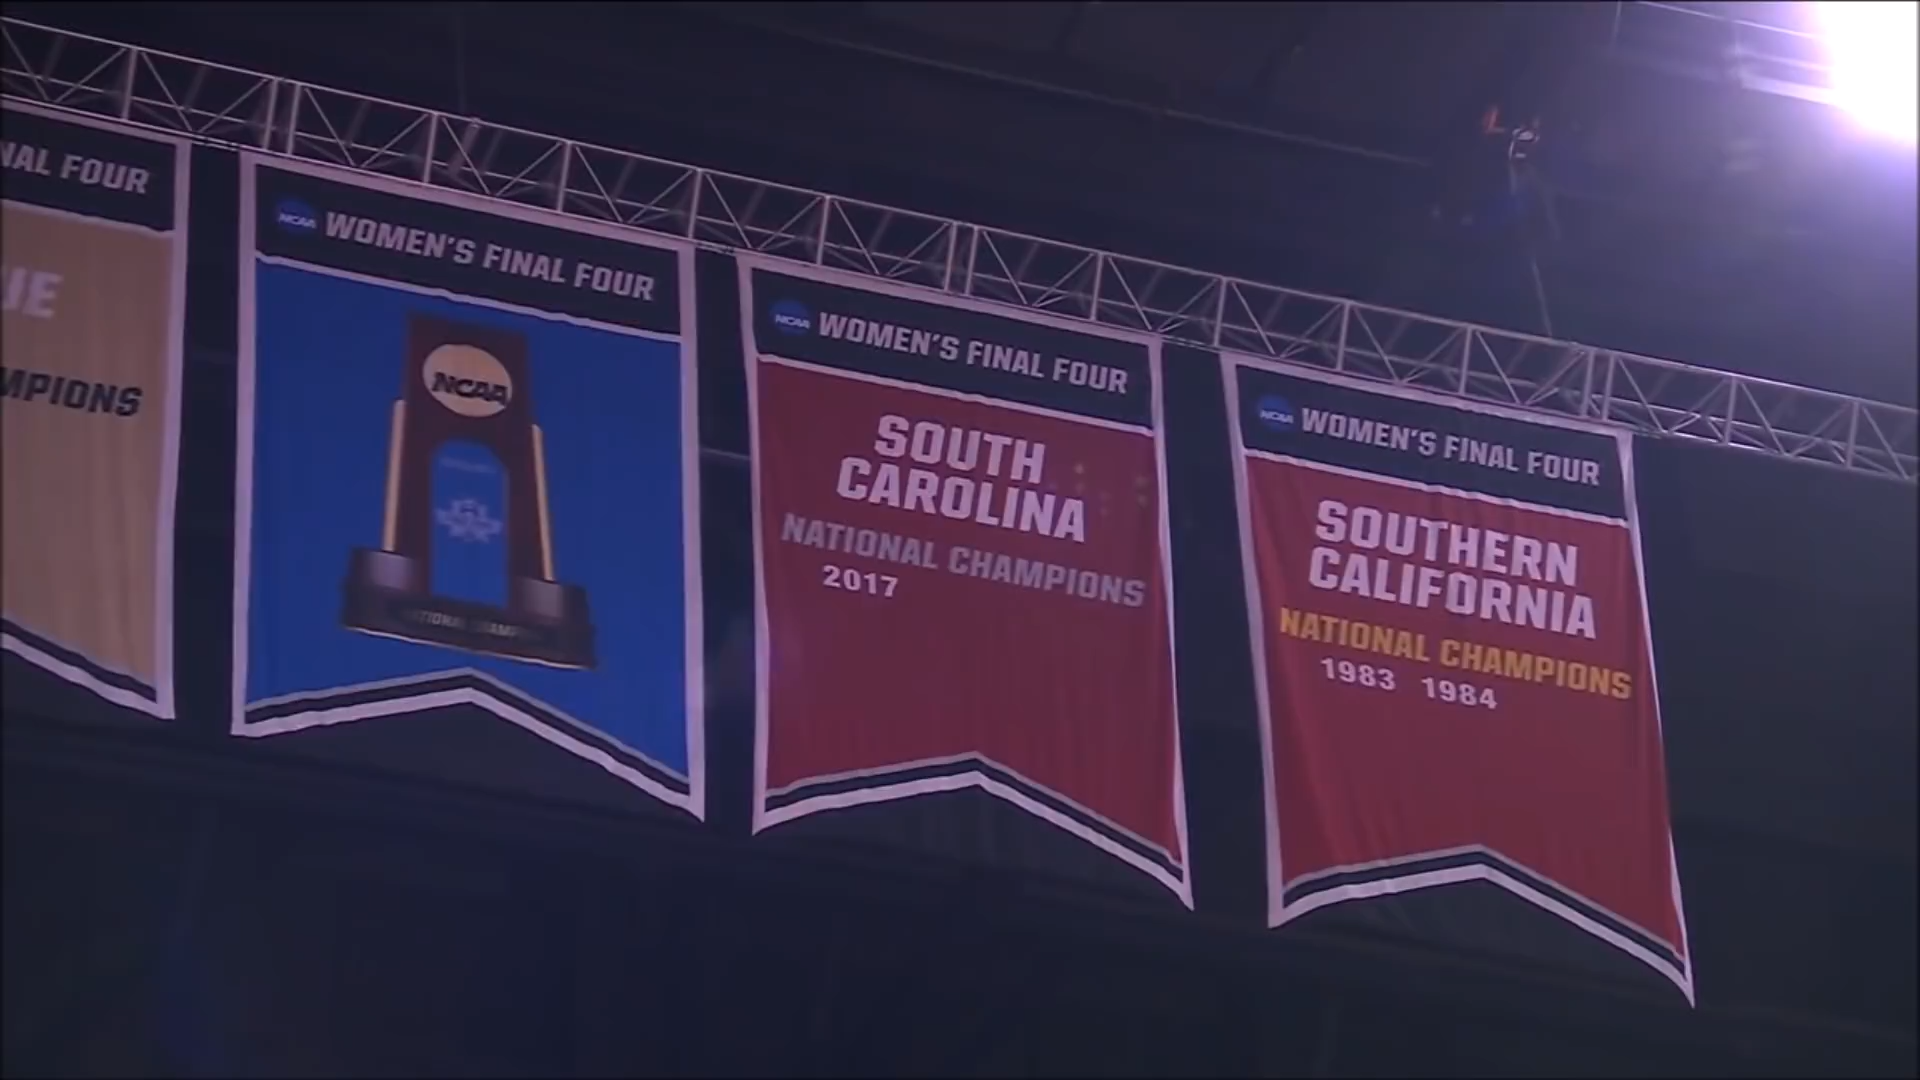 NAL FOUR
UE
MPIONS
NCAA WOMEN'S FINAL FOUR
NCAA
NCAA WOMEN'S FINAL FOUR
SOUTH
CAROLINA
NATIONAL CHAMPIONS
2017
NCAA WOMEN'S FINAL FOUR
SOUTHERN
CALIFORNIA
NATIONAL CHAMPIONS
1983 1984